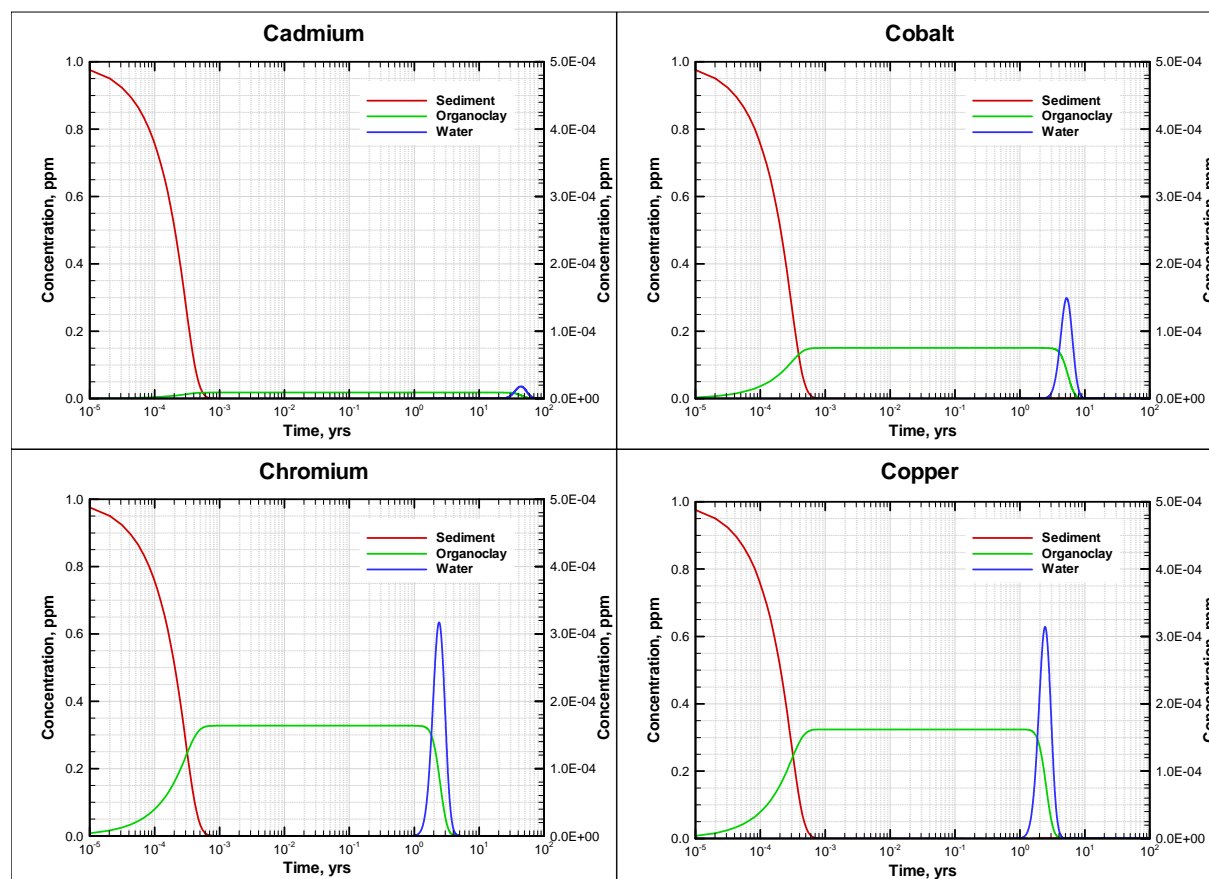 Cadmium
Concentration, ppm
1.0
0.8
0.6
0.4
0.2
0.0
5.0E-04
4.0E-04
3.0E-04
2.0E-04
1.0E-04
0.0E+00
Concentration, ppm
Sediment
Organoclay
Water
10-5 10-4 10-3 10-2 10-1 100 101 102
Time, yrs
Cobalt
Concentration, ppm
1.0
0.8
0.6
0.4
0.2
0.0
5.0E-04
4.0E-04
3.0E-04
2.0E-04
1.0E-04
0.0E+00
Concentration, ppm
Sediment
Organoclay
Water
10-5 10-4 10-3 10-2 10-1 100 101 102
Time, yrs
Chromium
Concentration, ppm
1.0
0.8
0.6
0.4
0.2
0.0
5.0E-04
4.0E-04
3.0E-04
2.0E-04
1.0E-04
0.0E+00
Concentration, ppm
Sediment
Organoclay
Water
10-5 10-4 10-3 10-2 10-1 100 101 102
Time, yrs
Copper
Concentration, ppm
1.0
0.8
0.6
0.4
0.2
0.0
5.0E-04
4.0E-04
3.0E-04
2.0E-04
1.0E-04
0.0E+00
Concentration, ppm
Sediment
Organoclay
Water
10-5 10-4 10-3 10-2 10-1 100 101 102
Time, yrs